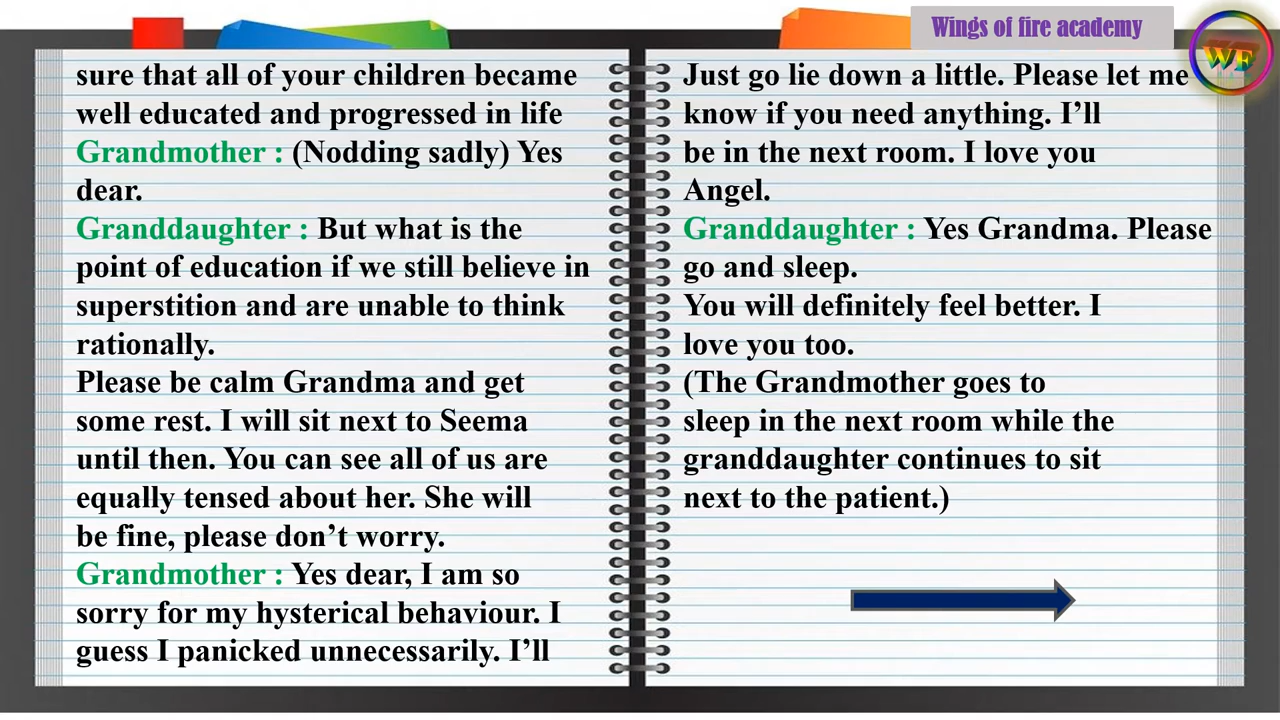 Wings of fire academy
WF
sure that all of your children became
well educated and progressed in life
Grandmother : (Nodding sadly) Yes
dear.
Granddaughter : But what is the
point of education if we still believe in
superstition and are unable to think
rationally.
Please be calm Grandma and get
some rest. I will sit next to Seema
until then. You can see all of us are
equally tensed about her. She will
be fine, please don’t worry.
Grandmother : Yes dear, I am so
sorry for my hysterical behaviour. I
guess I panicked unnecessarily. I’ll
Just go lie down a little. Please let me
know if you need anything. I’ll
be in the next room. I love you
Angel.
Granddaughter : Yes Grandma. Please
go and sleep.
You will definitely feel better. I
love you too.
(The Grandmother goes to
sleep in the next room while the
granddaughter continues to sit
next to the patient.)